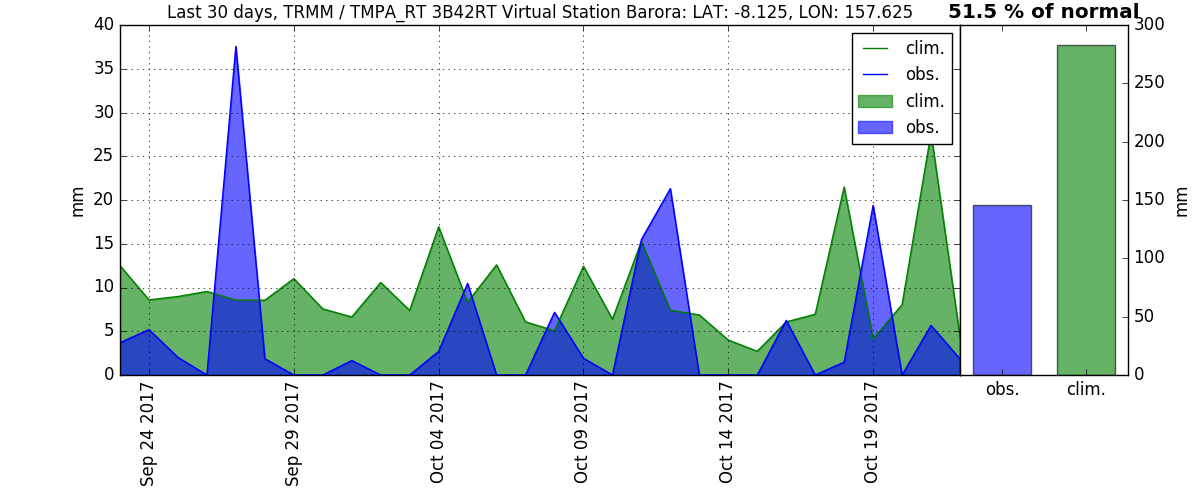 Last 30 days, TRMM / TMPA_RT 3B42RT Virtual Station Barora: LAT: -8.125, LON: 157.625
51.5 % of normal
mm
40
35
30
25
20
15
10
5
0
clim.
obs.
clim.
obs.
300
250
200
150
100
50
0
mm
Sep 24 2017
Sep 29 2017
Oct 04 2017
Oct 09 2017
Oct 14 2017
Oct 19 2017
obs.
clim.